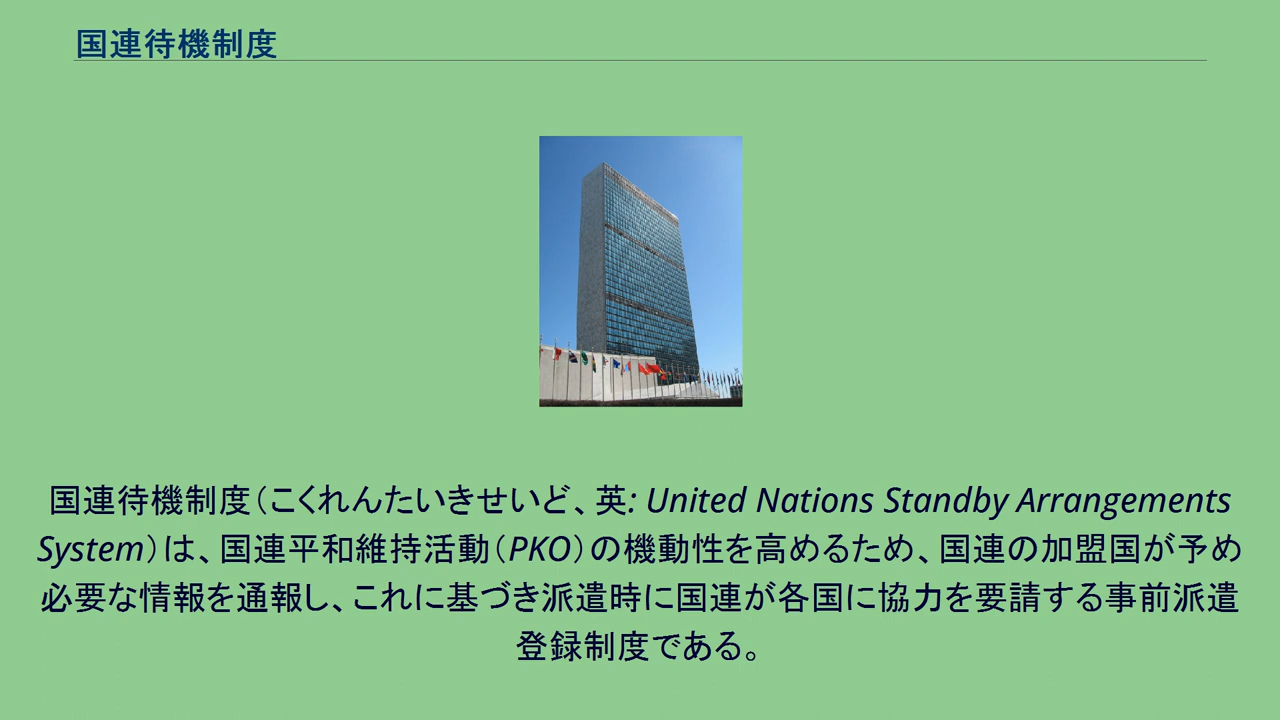 国連待機制度
国連待機制度（こくれんたいきせいど、英: United Nations Standby Arrangements
System）は、国連平和維持活動（PKO）の機動性を高めるため、国連の加盟国が予め
必要な情報を通報し、これに基づき派遣時に国連が各国に協力を要請する事前派遣
登録制度である。